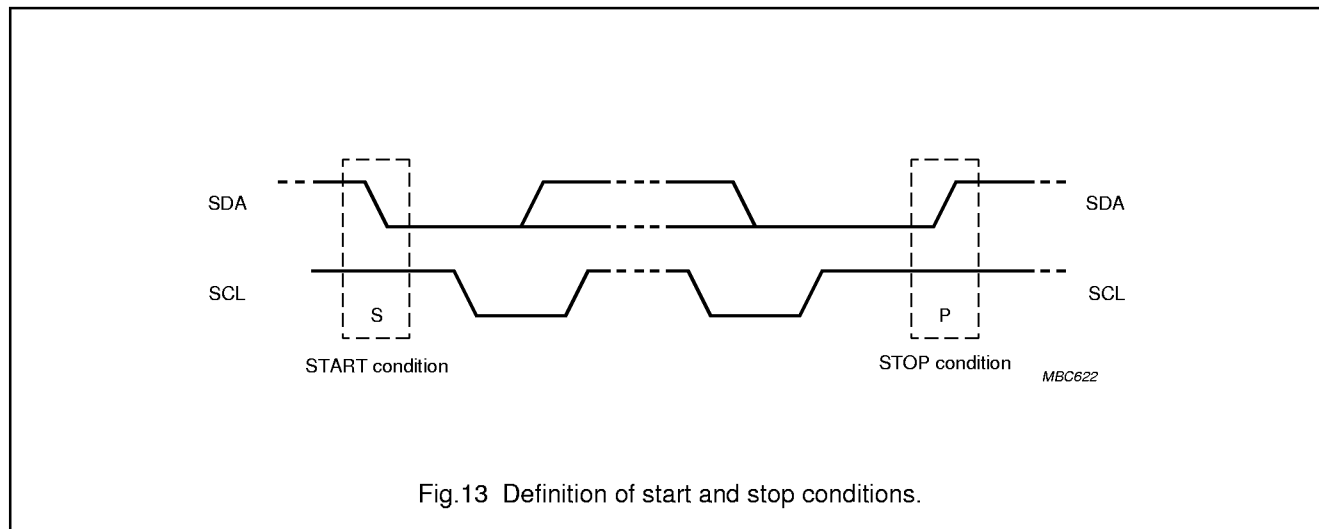 SDA
SDA
SCL
SCL
S
P
START condition
STOP condition
MBC622
Fig.13 Definition of start and stop conditions.